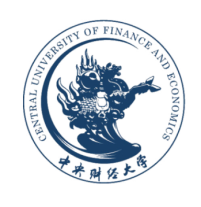 CENTRAL UNIVERSITY OF FINANCE AND ECONOMICS
中央财经大学